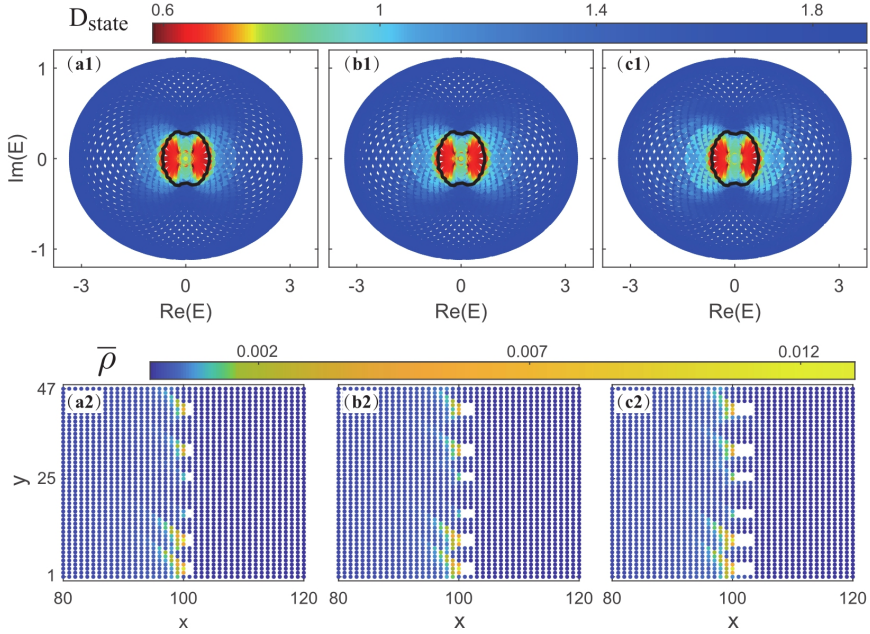 D_state 0.6 1 1.4 1.8
(a1) (b1) (c1)
1
0
-1
Im(E)
-3 0 3 -3 0 3 -3 0 3
Re(E) Re(E) Re(E)
ρ̅ 0.002 0.007 0.012
47 (a2) (b2) (c2)
25
1
y
80 100 120 80 100 120 80 100 120
x x x